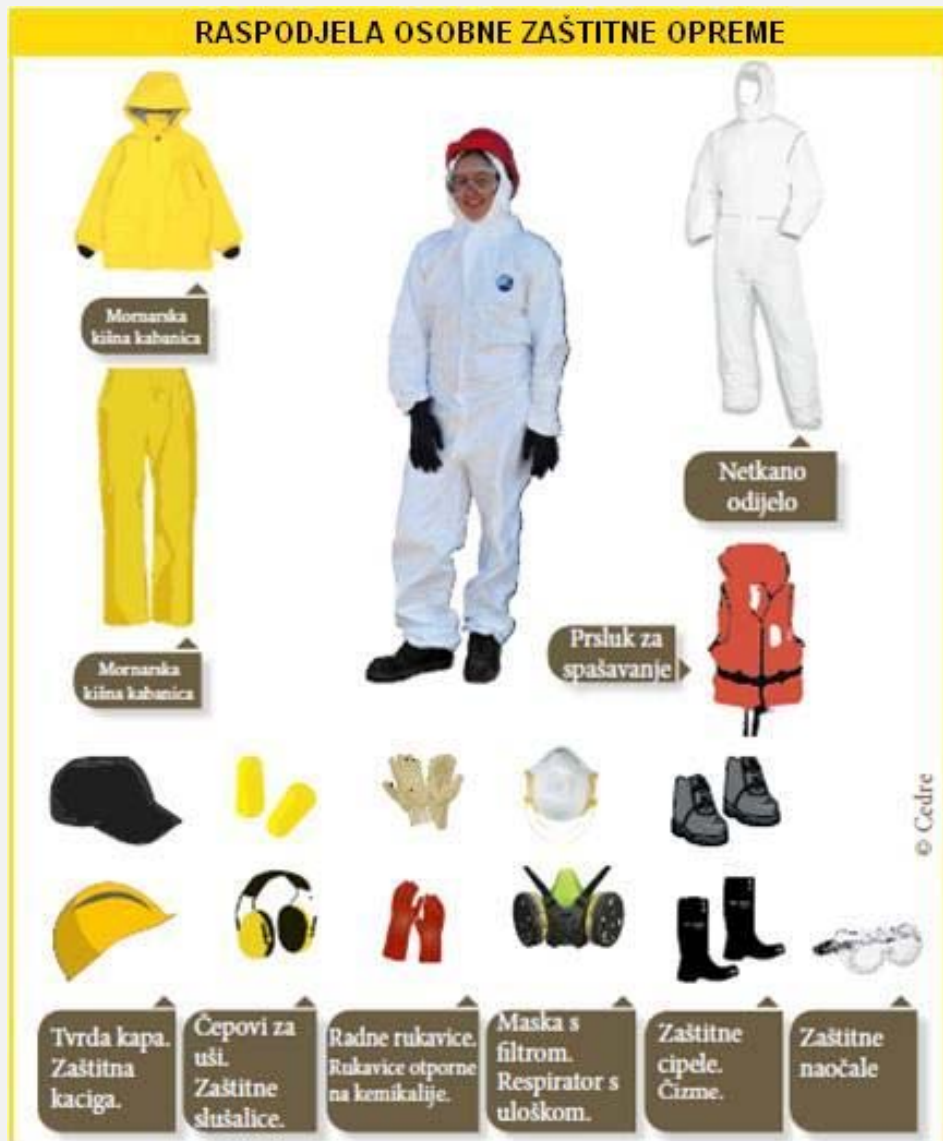 RASPODJELA OSOBNE ZAŠTITNE OPREME
Mornarska
kišna kabanica
Netkano
odijelo
Prsluk za
spašavanje
Mornarska
kišna kabanica
© Cedre
Tvrda kapa.
Zaštitna
kaciga.
Čepovi za
uši.
Zaštitne
slušalice.
Radne rukavice.
Rukavice otporne
na kemikalije.
Maska s
filtrom.
Respirator s
uloškom.
Zaštitne
cipele.
Čizme.
Zaštitne
naočale